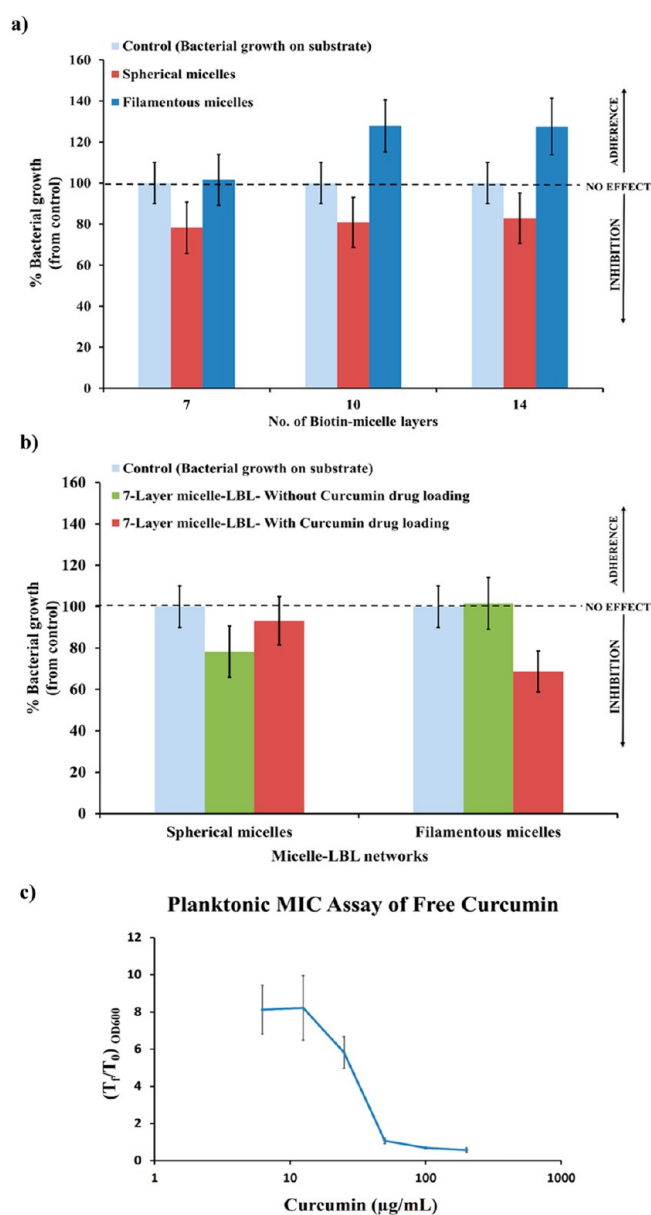 a)
Control (Bacterial growth on substrate)
Spherical micelles
Filamentous micelles
160
140
120
100
80
60
40
20
0
% Bacterial growth
(from control)
ADHERENCE
NO EFFECT
INHIBITION
7 10 14
No. of Biotin-micelle layers
b)
Control (Bacterial growth on substrate)
7-Layer micelle-LBL- Without Curcumin drug loading
7-Layer micelle-LBL- With Curcumin drug loading
160
140
120
100
80
60
40
20
0
% Bacterial growth
(from control)
ADHERENCE
NO EFFECT
INHIBITION
Spherical micelles Filamentous micelles
Micelle-LBL networks
c)
Planktonic MIC Assay of Free Curcumin
12
10
8
6
4
2
0
(Tf/T0) OD600
1 10 100 1000
Curcumin (µg/mL)